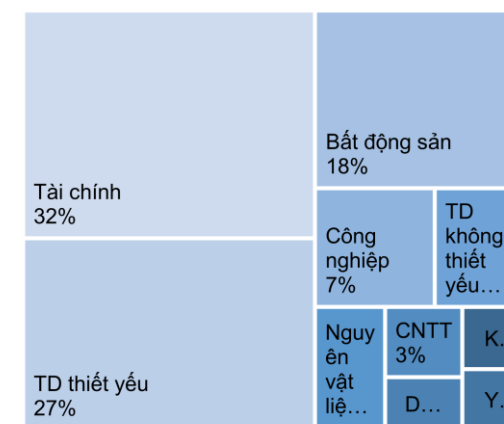 Tài chính
32%
TD thiết yếu
27%
Bất động sản
18%
Công
nghiệp
7%
TD
không
thiết
yếu…
Nguy
ên
vật
liệ…
CNTT
3%
D…
K.
Y.